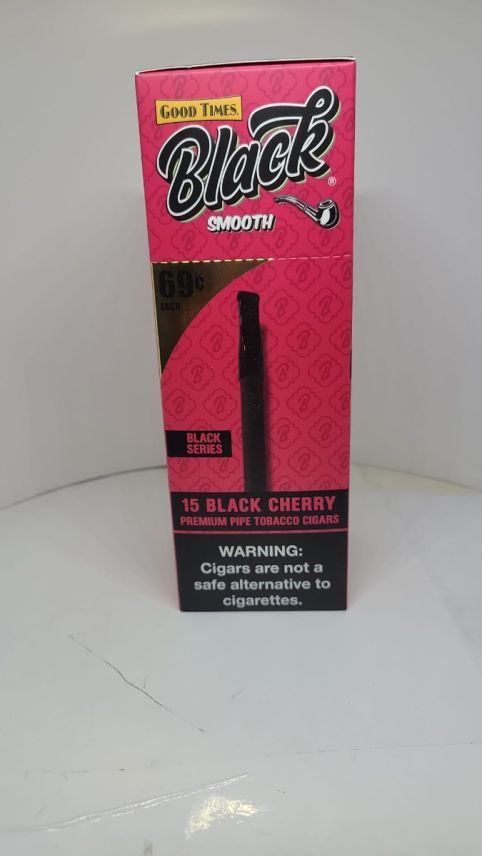 GOOD TIMES.
Black®
SMOOTH
69¢
EACH
BLACK
SERIES
15 BLACK CHERRY
PREMIUM PIPE TOBACCO CIGARS
WARNING:
Cigars are not a
safe alternative to
cigarettes.